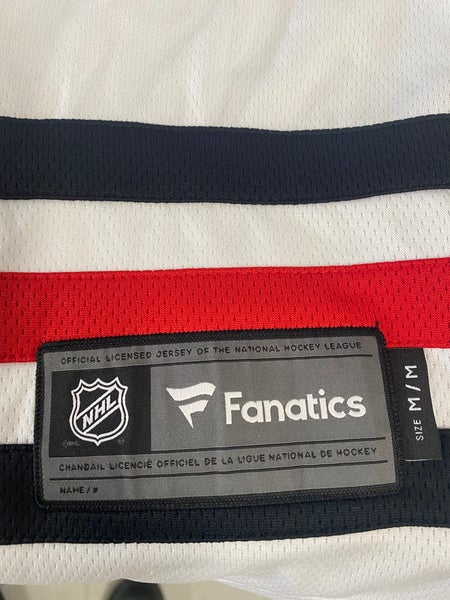 OFFICIAL LICENSED JERSEY OF THE NATIONAL HOCKEY LEAGUE
NHL
Fanatics
SIZE M/M
©NHL
CHANDAIL LICENCIÉ OFFICIEL DE LA LIGUE NATIONAL DE HOCKEY
NAME / #